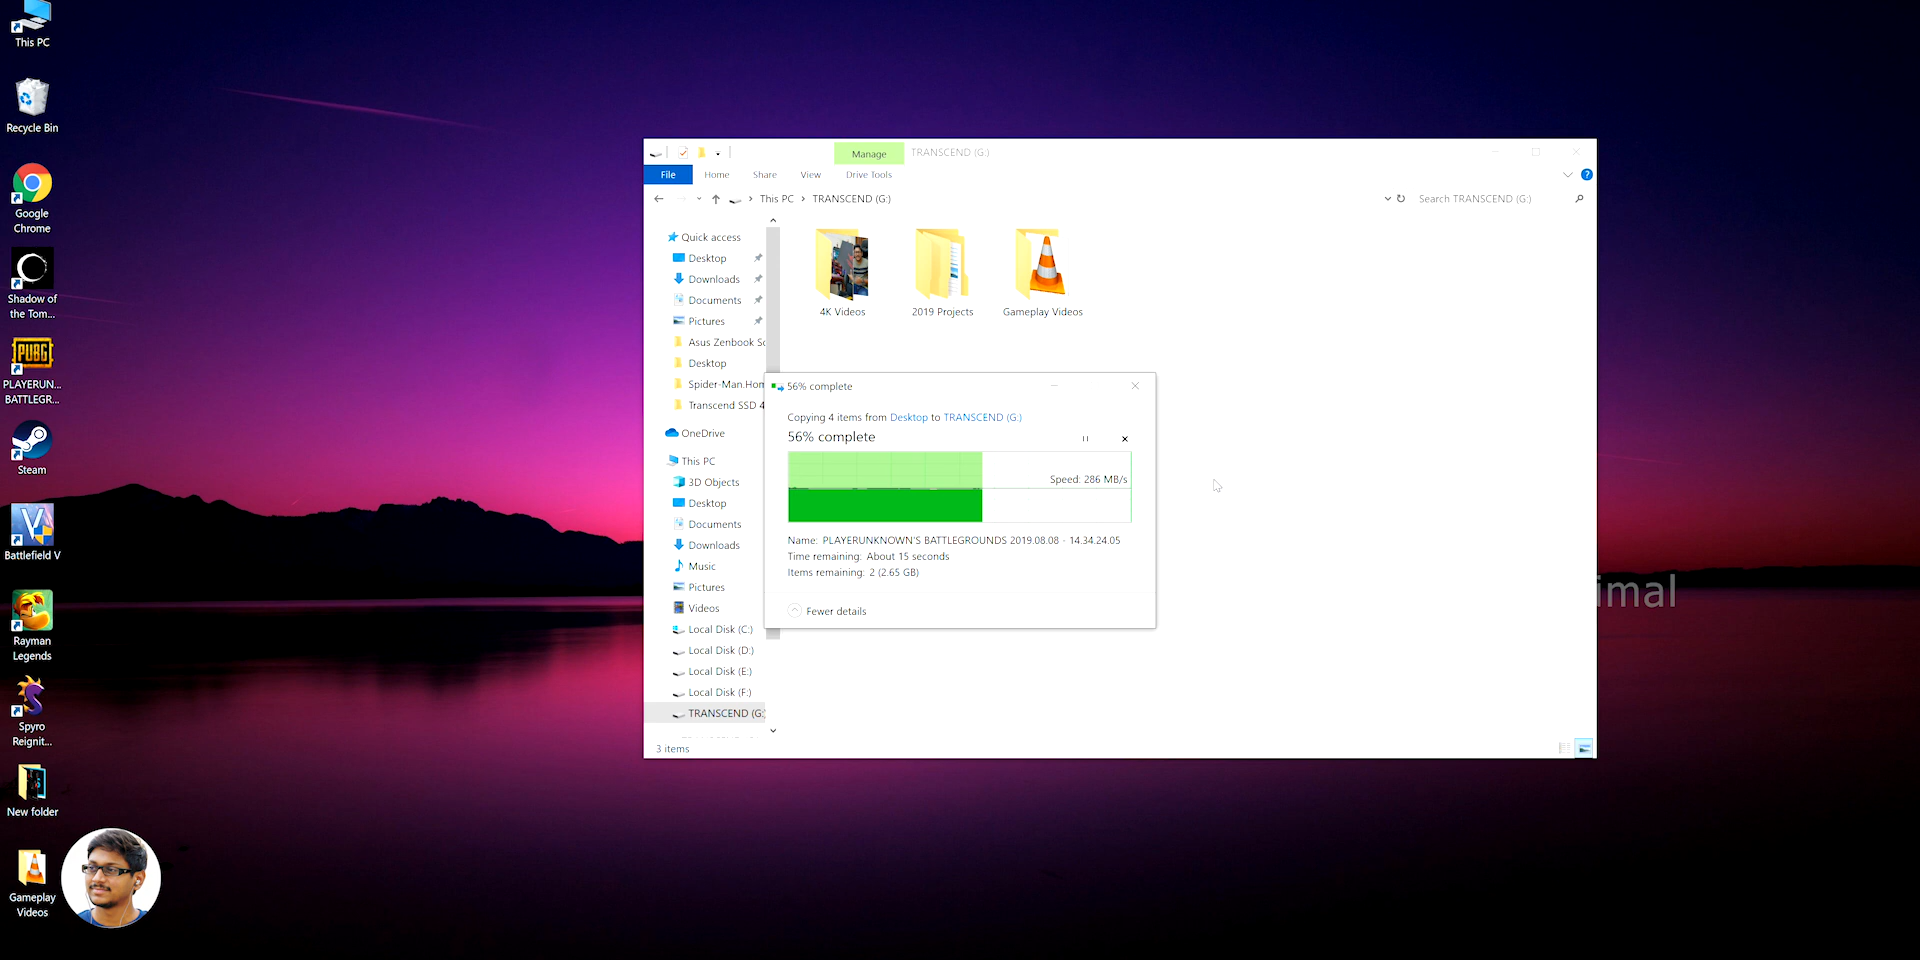 This PC
Recycle Bin
Google
Chrome
Shadow of
the Tom...
PUBG
PLAYERUN...
BATTLEGR...
Steam
Battlefield V
Rayman
Legends
Spyro
Reignit...
New folder
Gameplay
Videos
Manage
TRANSCEND (G:)
File
Home
Share
View
Drive Tools
?
This PC > TRANSCEND (G:)
Search TRANSCEND (G:)
Quick access
Desktop
Downloads
Documents
Pictures
Asus Zenbook Sc
Desktop
Spider-Man.Hom
Transcend SSD 4
OneDrive
This PC
3D Objects
Desktop
Documents
Downloads
Music
Pictures
Videos
Local Disk (C:)
Local Disk (D:)
Local Disk (E:)
Local Disk (F:)
TRANSCEND (G:
3 items
4K Videos
2019 Projects
Gameplay Videos
56% complete
Copying 4 items from Desktop to TRANSCEND (G:)
56% complete
Speed: 286 MB/s
Name: PLAYERUNKNOWN'S BATTLEGROUNDS 2019.08.08 - 14.34.24.05
Time remaining: About 15 seconds
Items remaining: 2 (2.65 GB)
Fewer details
imal